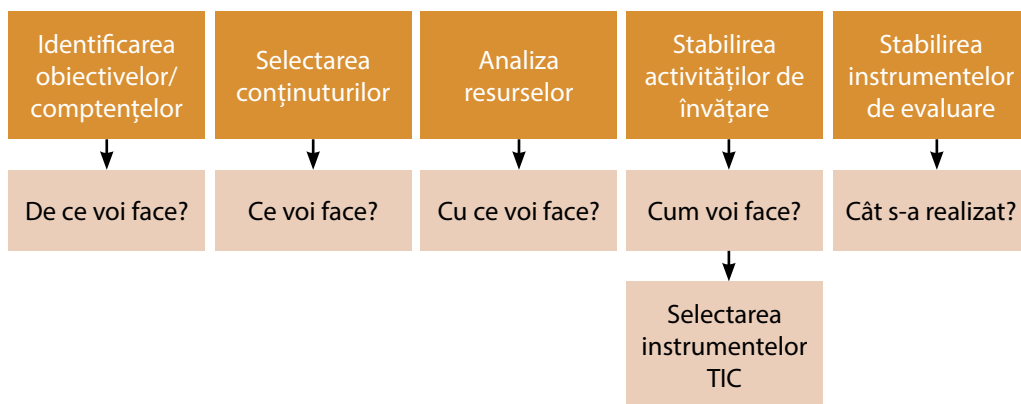 Identificarea
obiectivelor/
comptențelor
Selectarea
conținuturilor
Analiza
resurselor
Stabilirea
activităților de
învățare
Stabilirea
instrumentelor
de evaluare
De ce voi face?
Ce voi face?
Cu ce voi face?
Cum voi face?
Cât s-a realizat?
Selectarea
instrumentelor
TIC